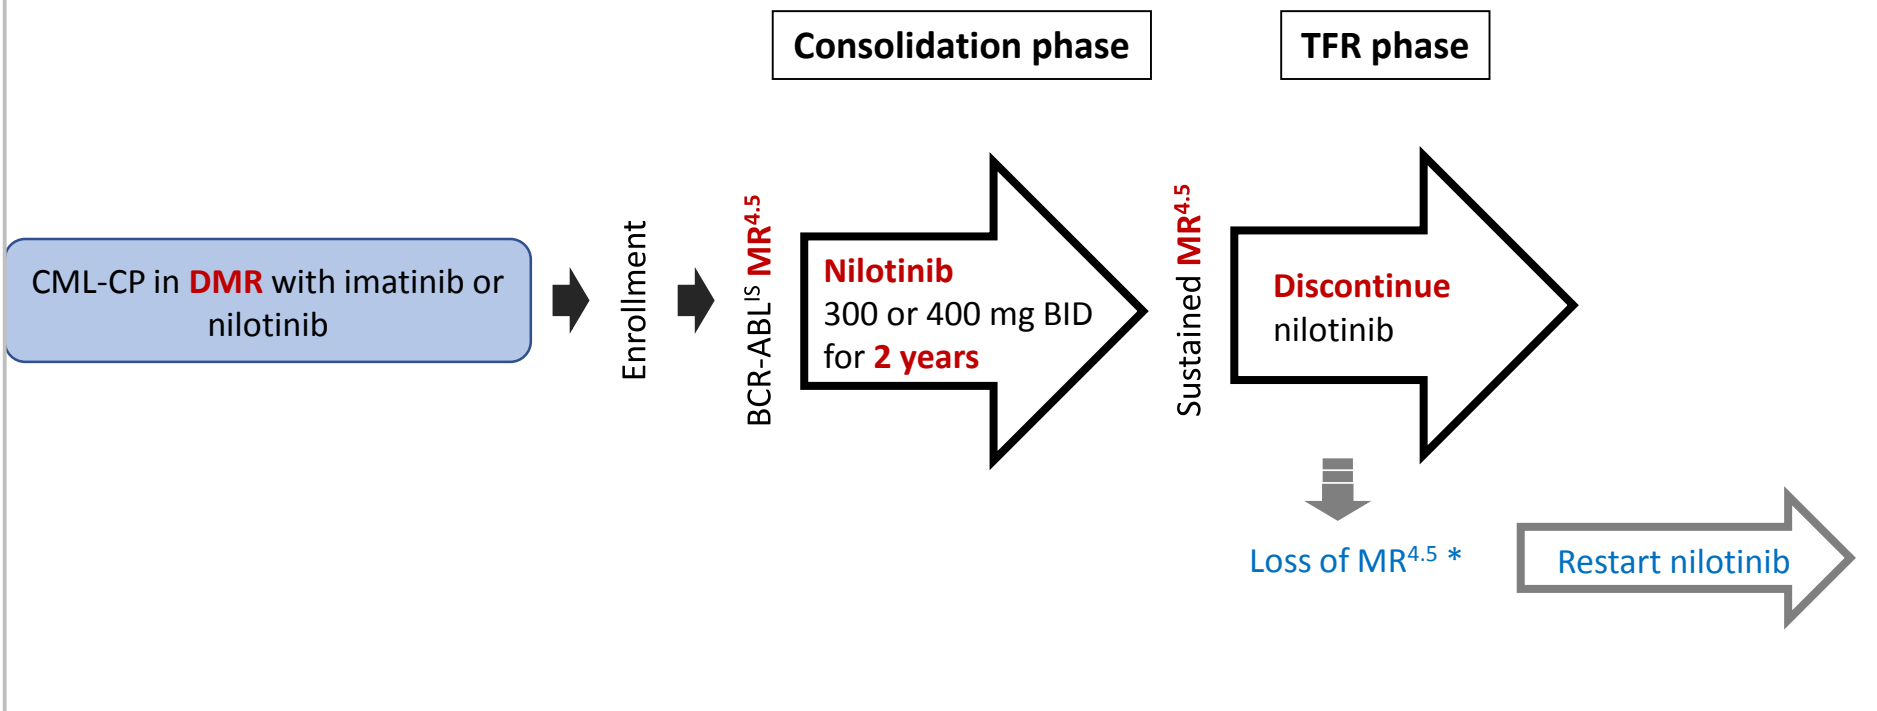 Consolidation phase
TFR phase
CML-CP in DMR with imatinib or
nilotinib
Enrollment
BCR-ABL^IS MR^4.5
Nilotinib
300 or 400 mg BID
for 2 years
Sustained MR^4.5
Discontinue
nilotinib
Loss of MR^4.5 *
Restart nilotinib